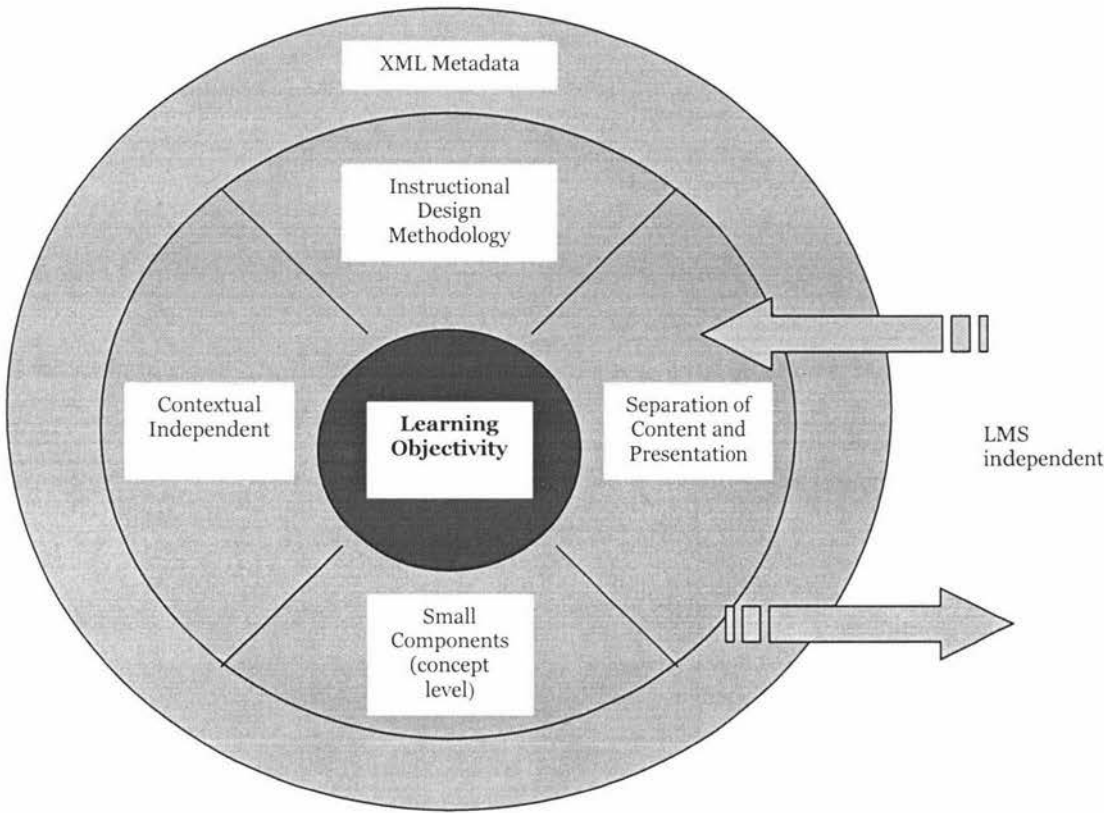 XML Metadata
Instructional
Design
Methodology
Contextual
Independent
Learning
Objectivity
Separation of
Content and
Presentation
LMS
independent
Small
Components
(concept
level)